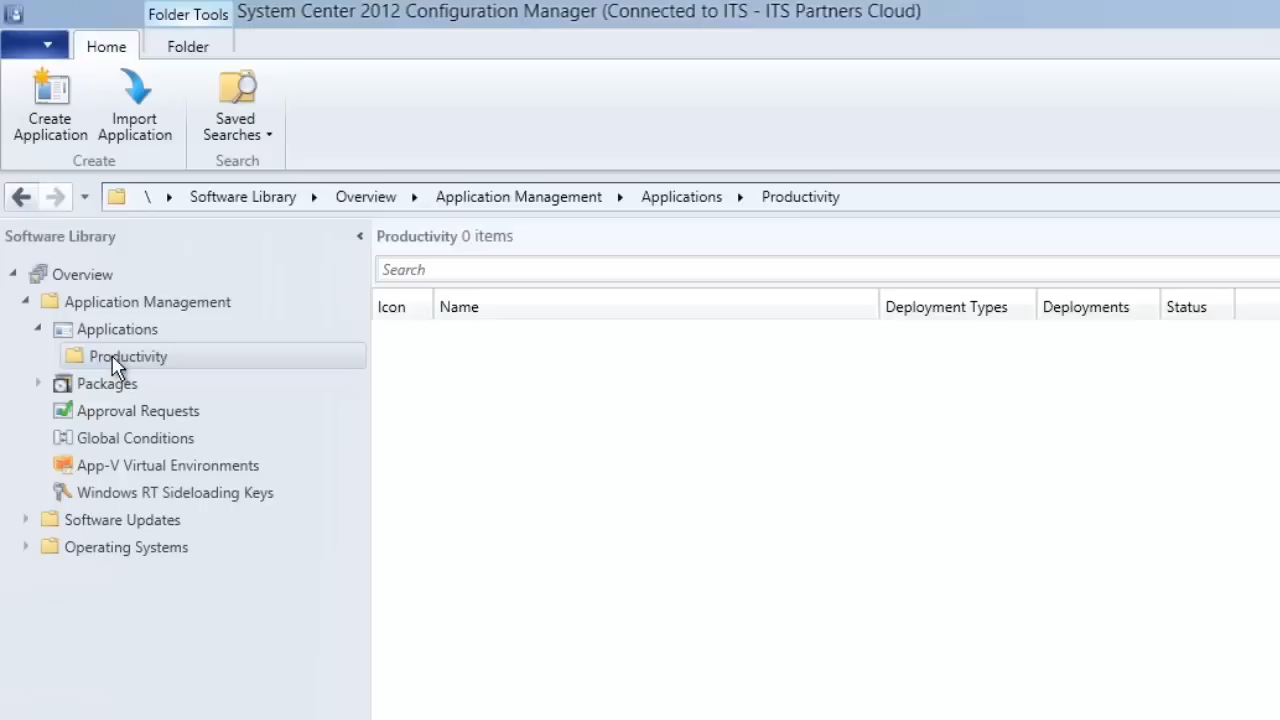 Folder Tools
System Center 2012 Configuration Manager (Connected to ITS - ITS Partners Cloud)
Home
Folder
Create Application
Import Application
Saved Searches
Create
Search
\ Software Library Overview Application Management Applications Productivity
Software Library
Productivity 0 items
Search
Icon Name Deployment Types Deployments Status
Overview
Application Management
Applications
Productivity
Packages
Approval Requests
Global Conditions
App-V Virtual Environments
Windows RT Sideloading Keys
Software Updates
Operating Systems